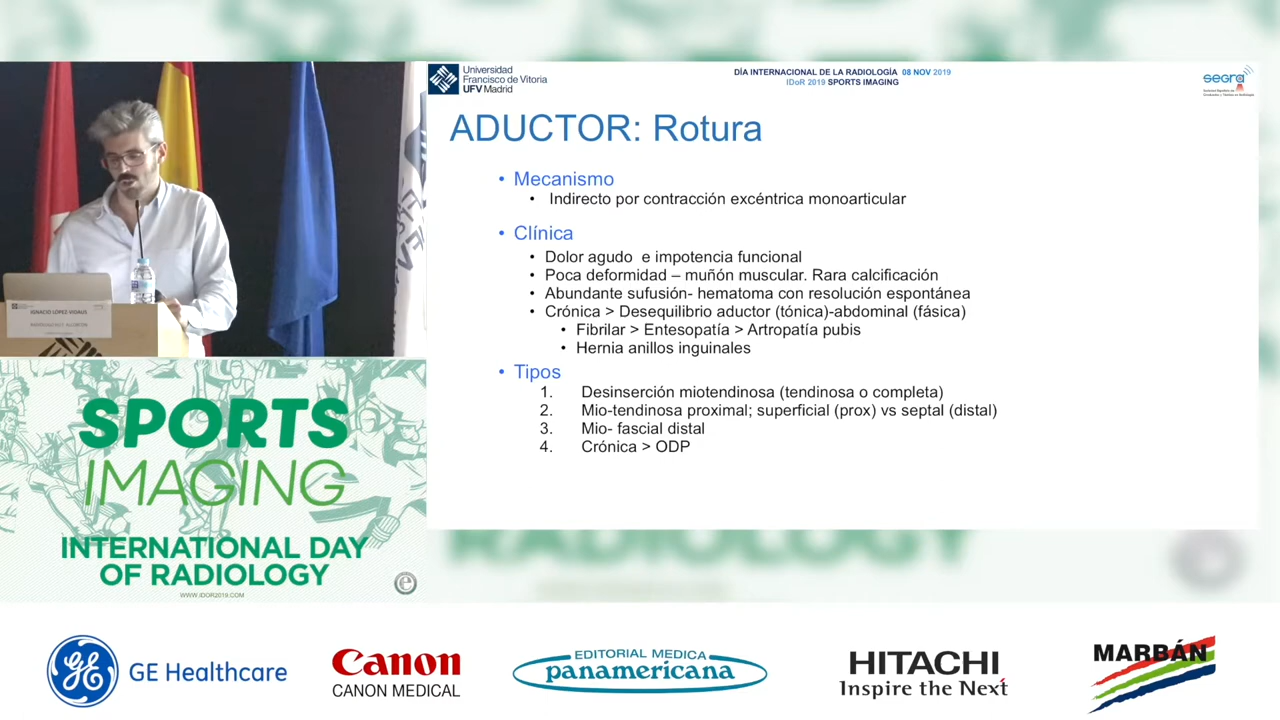 Universidad
Francisco de Vitoria
UFV Madrid
DÍA INTERNACIONAL DE LA RADIOLOGÍA 08 NOV 2019
IDoR 2019 SPORTS IMAGING
segra
ADUCTOR: Rotura
• Mecanismo
• Indirecto por contracción excéntrica monoarticular
• Clínica
• Dolor agudo e impotencia funcional
• Poca deformidad – muñón muscular. Rara calcificación
• Abundante sufusión- hematoma con resolución espontánea
• Crónica > Desequilibrio aductor (tónica)-abdominal (fásica)
• Fibrilar > Entesopatía > Artropatía pubis
• Hernia anillos inguinales
• Tipos
1. Desinserción miotendinosa (tendinosa o completa)
2. Mio-tendinosa proximal; superficial (prox) vs septal (distal)
3. Mio- fascial distal
4. Crónica > ODP
IGNACIO LÓPEZ-VIDAUS
SPORTS
IMAGING
INTERNATIONAL DAY
OF RADIOLOGY
WWW.IDOR2019.COM
RADIOLOGY
GE Healthcare
Canon
CANON MEDICAL
EDITORIAL MEDICA
panamericana
HITACHI
Inspire the Next
MARBÁN